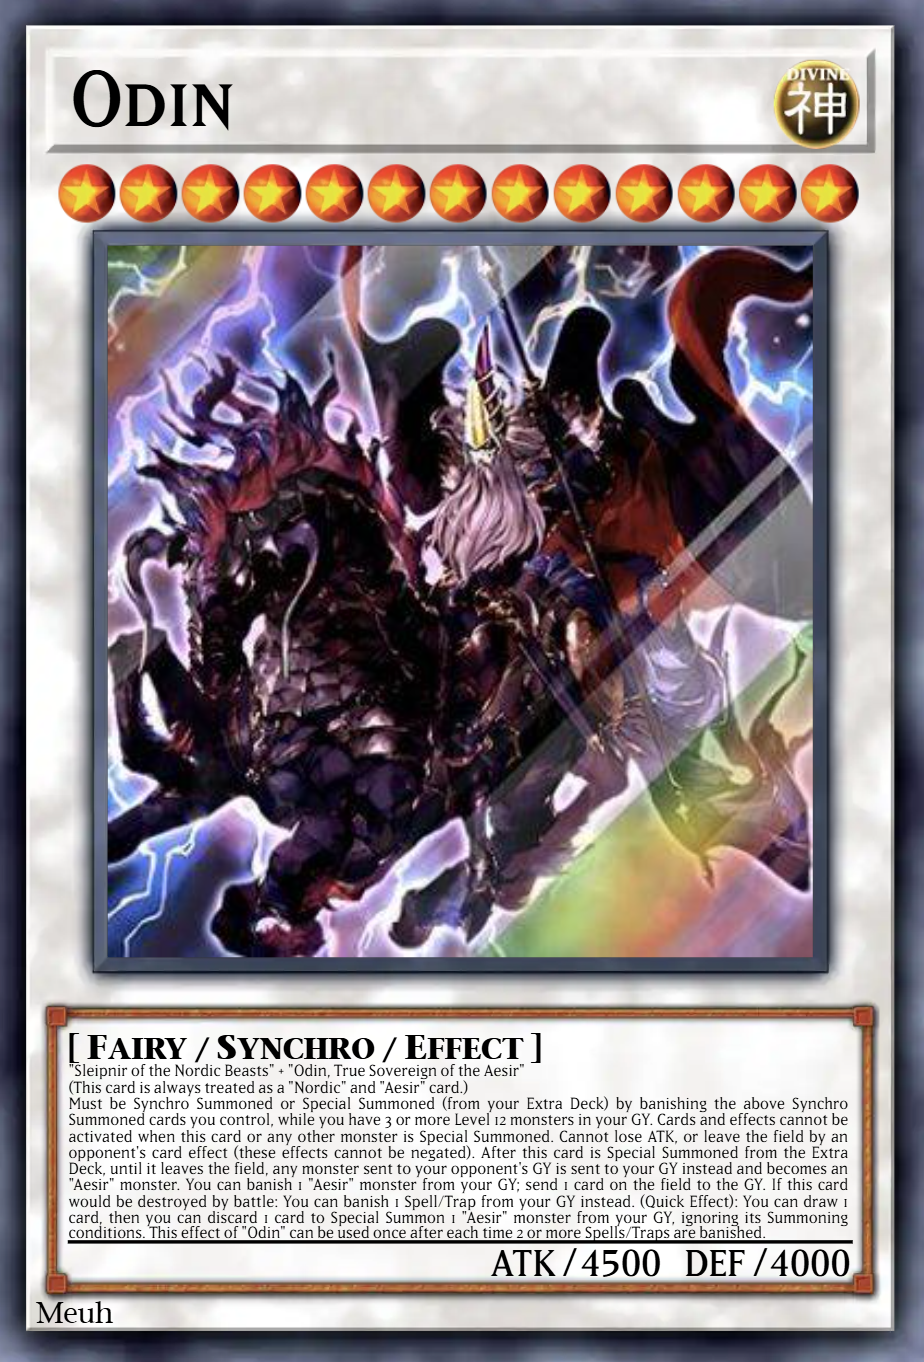 Odin
DIVINE
神
[ Fairy / Synchro / Effect ]
"Sleipnir of the Nordic Beasts" + "Odin, True Sovereign of the Aesir"
(This card is always treated as a "Nordic" and "Aesir" card.)
Must be Synchro Summoned or Special Summoned (from your Extra Deck) by banishing the above Synchro
Summoned cards you control, while you have 3 or more Level 12 monsters in your GY. Cards and effects cannot be
activated when this card or any other monster is Special Summoned. Cannot lose ATK, or leave the field by an
opponent's card effect (these effects cannot be negated). After this card is Special Summoned from the Extra
Deck, until it leaves the field, any monster sent to your opponent's GY is sent to your GY instead and becomes an
"Aesir" monster. You can banish 1 "Aesir" monster from your GY; send 1 card on the field to the GY. If this card
would be destroyed by battle: You can banish 1 Spell/Trap from your GY instead. (Quick Effect): You can draw 1
card, then you can discard 1 card to Special Summon 1 "Aesir" monster from your GY, ignoring its Summoning
conditions. This effect of "Odin" can be used once after each time 2 or more Spells/Traps are banished.
ATK / 4500 DEF / 4000
Meuh